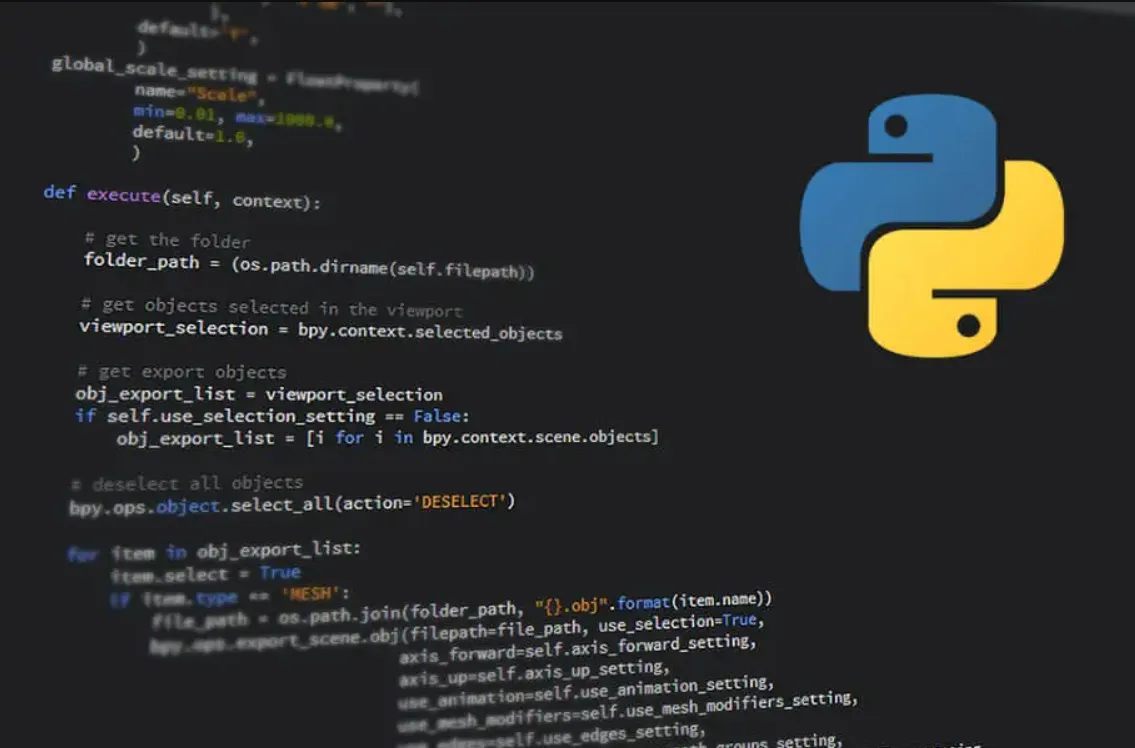 default='Y',
)
global_scale_setting = FloatProperty(
name="Scale",
min=0.01, max=1000.0,
default=1.0,
)
def execute(self, context):
# get the folder
folder_path = (os.path.dirname(self.filepath))
# get objects selected in the viewport
viewport_selection = bpy.context.selected_objects
# get export objects
obj_export_list = viewport_selection
if self.use_selection_setting == False:
obj_export_list = [i for i in bpy.context.scene.objects]
# deselect all objects
bpy.ops.object.select_all(action='DESELECT')
for item in obj_export_list:
item.select = True
if item.type == 'MESH':
file_path = os.path.join(folder_path, "{}.obj".format(item.name))
bpy.ops.export_scene.obj(filepath=file_path, use_selection=True,
axis_forward=self.axis_forward_setting,
axis_up=self.axis_up_setting,
use_animation=self.use_animation_setting,
use_mesh_modifiers=self.use_mesh_modifiers_setting,
use_edges=self.use_edges_setting,
groups_setting,